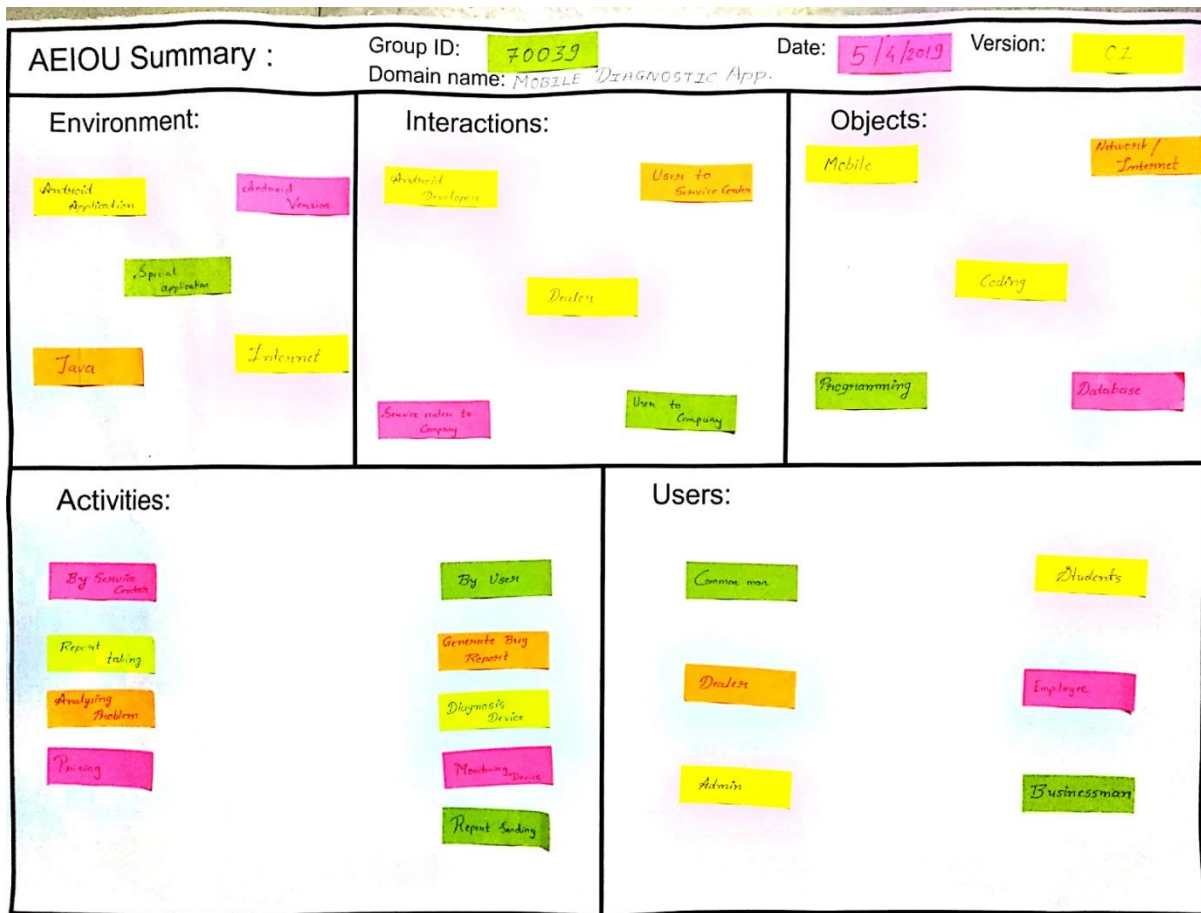 AEIOU Summary :
Group ID: 70039
Date: 5/4/2019
Version: C1
Domain name: MOBILE DIAGNOSTIC App.
Environment:
Android
Application
Android
Version
Special
application
Java
Internet
Interactions:
Android
Developer
User to
Service Center
Dealer
Service center to
Company
User to
Company
Objects:
Mobile
Network /
Internet
Coding
Programming
Database
Activities:
By Service
Center
Report
taking
Analysing
Problem
Pricing
By User
Generate Bug
Report
Diagnosis
Device
Monitoring
Device
Report Sending
Users:
Common man
Students
Dealer
Employee
Admin
Businessman